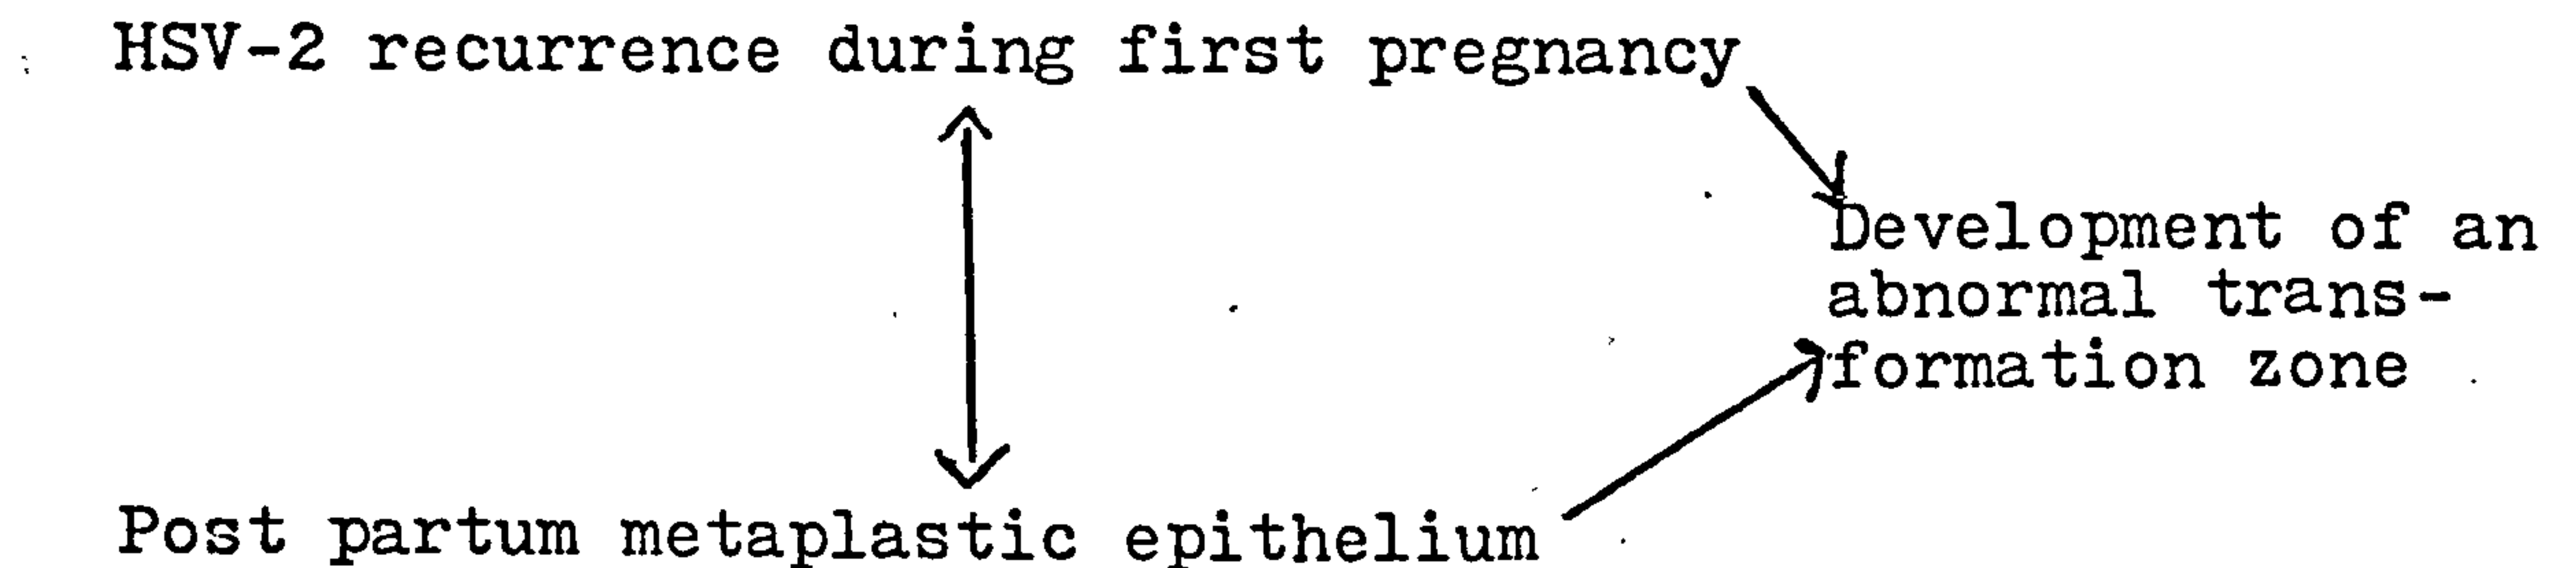 HSV-2 recurrence during first pregnancy
Development of an
abnormal trans-
formation zone
Post partum metaplastic epithelium